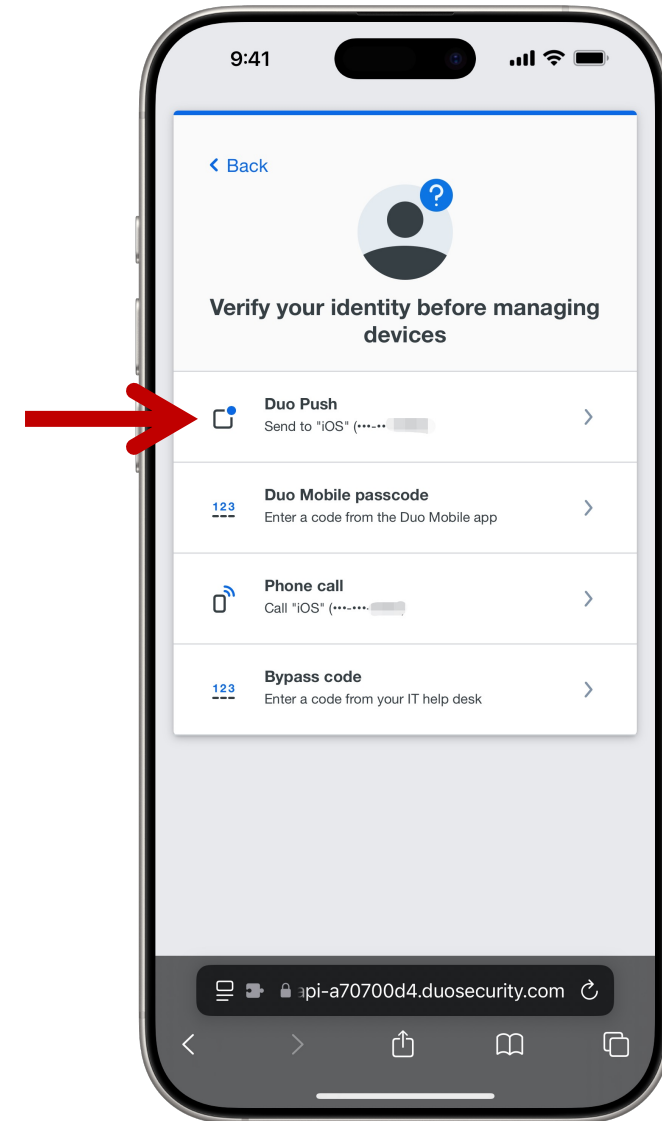 9:41
Back
?
Verify your identity before managing
devices
Duo Push
Send to "iOS" (•••-••
123
Duo Mobile passcode
Enter a code from the Duo Mobile app
Phone call
Call "iOS" (•••-•••-
123
Bypass code
Enter a code from your IT help desk
api-a70700d4.duosecurity.com